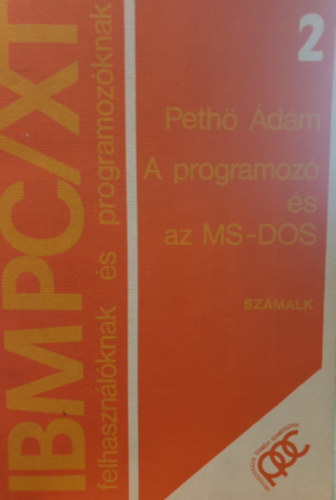 IBM PC/XT
felhasználóknak és programozóknak
2
Pethő Ádám
A programozó
és
az MS-DOS
SZÁMALK